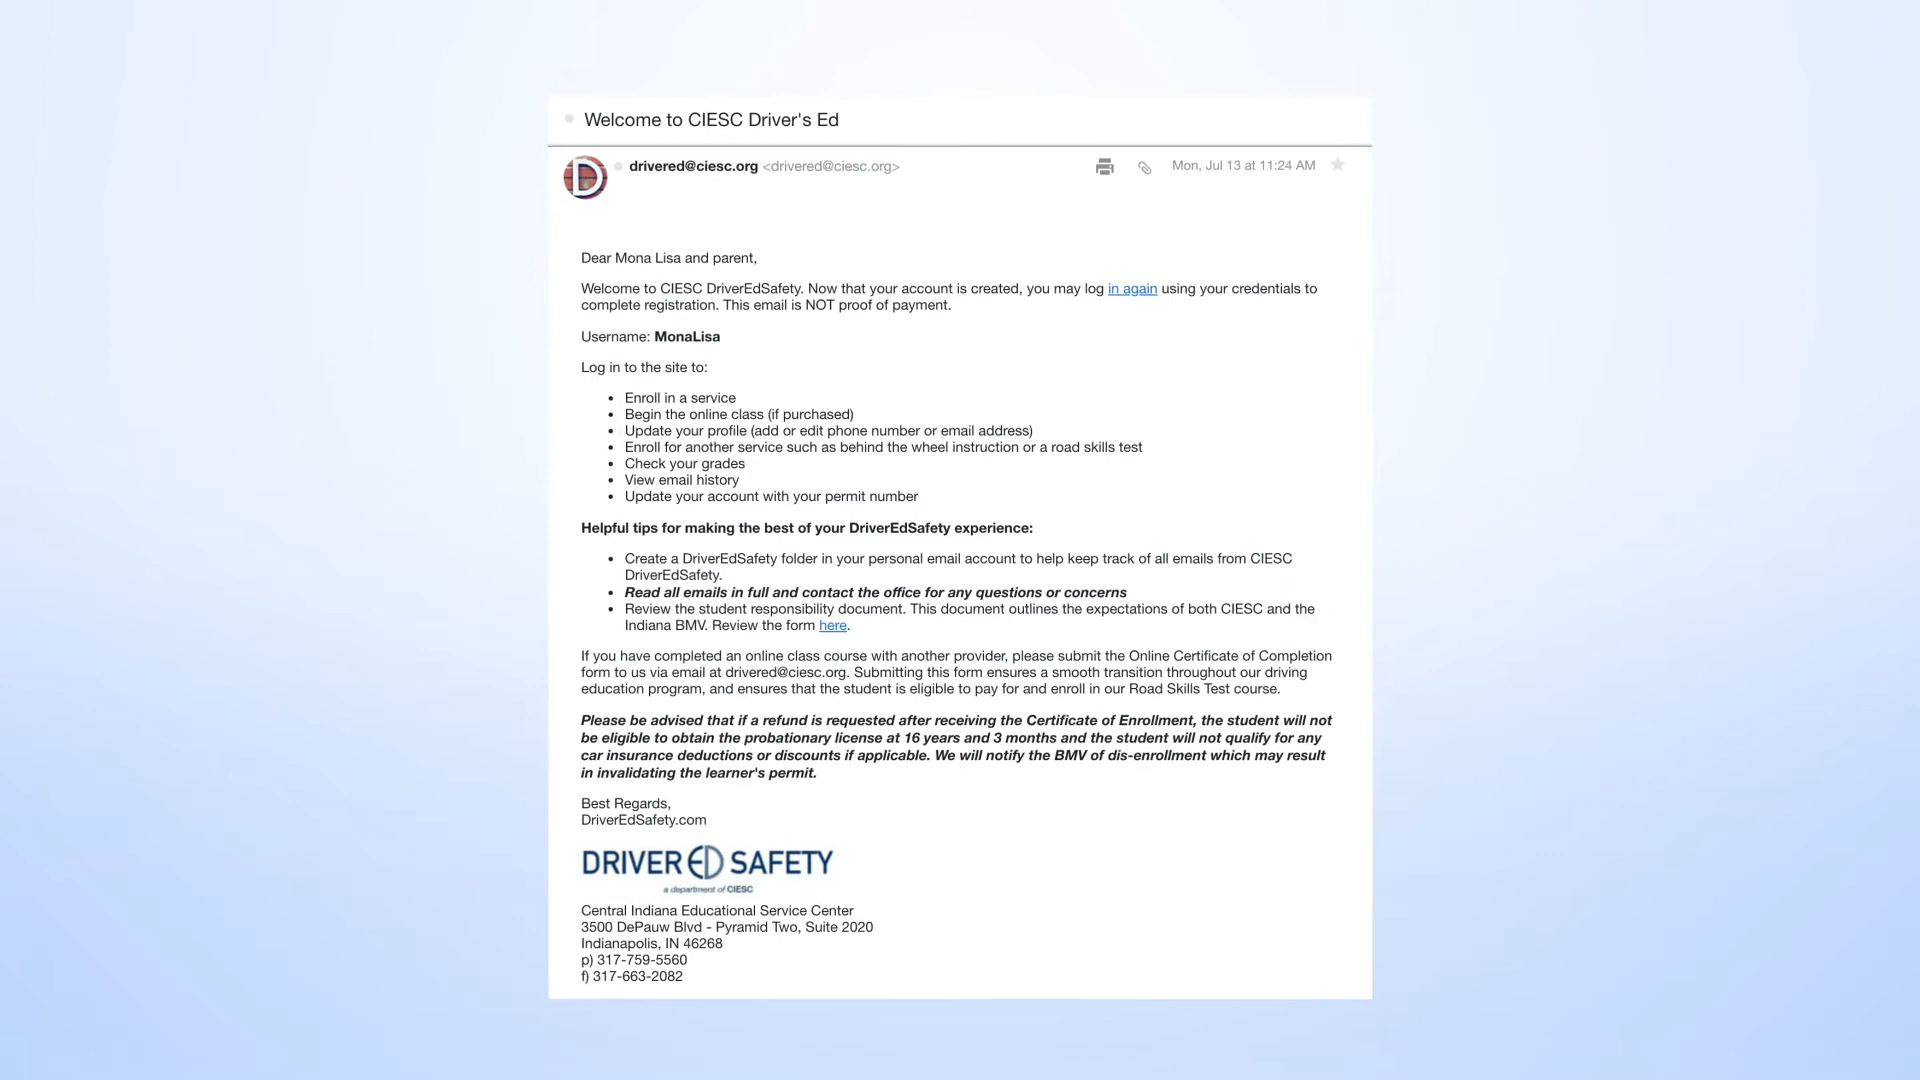 Welcome to CIESC Driver's Ed
drivered@ciesc.org <drivered@ciesc.org>
Mon, Jul 13 at 11:24 AM
Dear Mona Lisa and parent,
Welcome to CIESC DriverEdSafety. Now that your account is created, you may log in again using your credentials to
complete registration. This email is NOT proof of payment.
Username: MonaLisa
Log in to the site to:
• Enroll in a service
• Begin the online class (if purchased)
• Update your profile (add or edit phone number or email address)
• Enroll for another service such as behind the wheel instruction or a road skills test
• Check your grades
• View email history
• Update your account with your permit number
Helpful tips for making the best of your DriverEdSafety experience:
• Create a DriverEdSafety folder in your personal email account to help keep track of all emails from CIESC
DriverEdSafety.
• Read all emails in full and contact the office for any questions or concerns
• Review the student responsibility document. This document outlines the expectations of both CIESC and the
Indiana BMV. Review the form here.
If you have completed an online class course with another provider, please submit the Online Certificate of Completion
form to us via email at drivered@ciesc.org. Submitting this form ensures a smooth transition throughout our driving
education program, and ensures that the student is eligible to pay for and enroll in our Road Skills Test course.
Please be advised that if a refund is requested after receiving the Certificate of Enrollment, the student will not
be eligible to obtain the probationary license at 16 years and 3 months and the student will not qualify for any
car insurance deductions or discounts if applicable. We will notify the BMV of dis-enrollment which may result
in invalidating the learner's permit.
Best Regards,
DriverEdSafety.com
DRIVER ED SAFETY
a department of CIESC
Central Indiana Educational Service Center
3500 DePauw Blvd - Pyramid Two, Suite 2020
Indianapolis, IN 46268
p) 317-759-5560
f) 317-663-2082